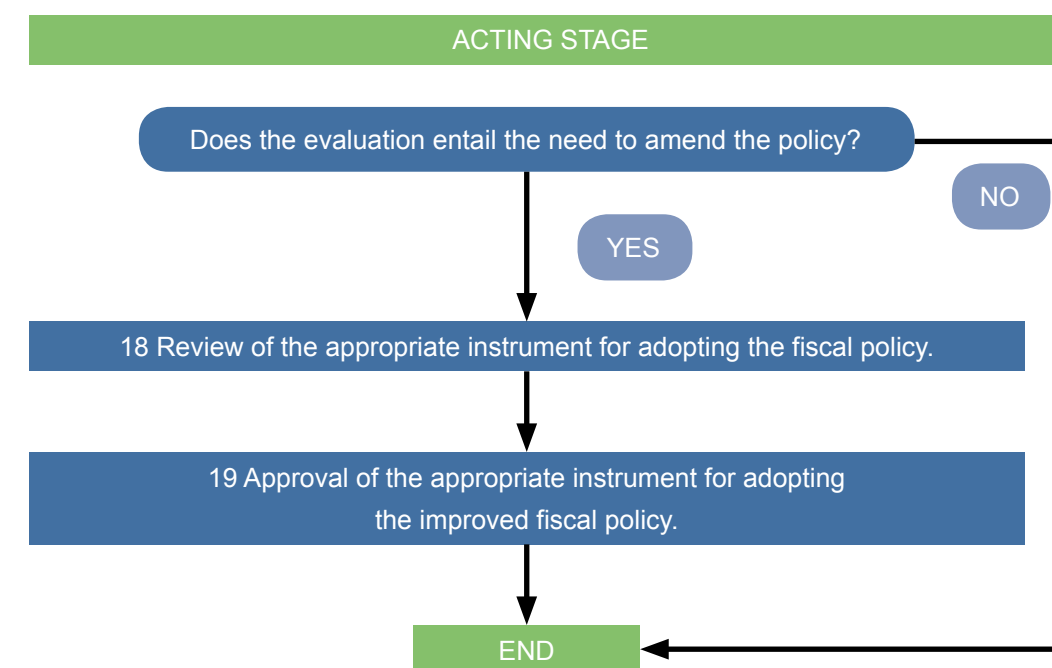 ACTING STAGE
Does the evaluation entail the need to amend the policy?
NO
YES
18 Review of the appropriate instrument for adopting the fiscal policy.
19 Approval of the appropriate instrument for adopting
the improved fiscal policy.
END